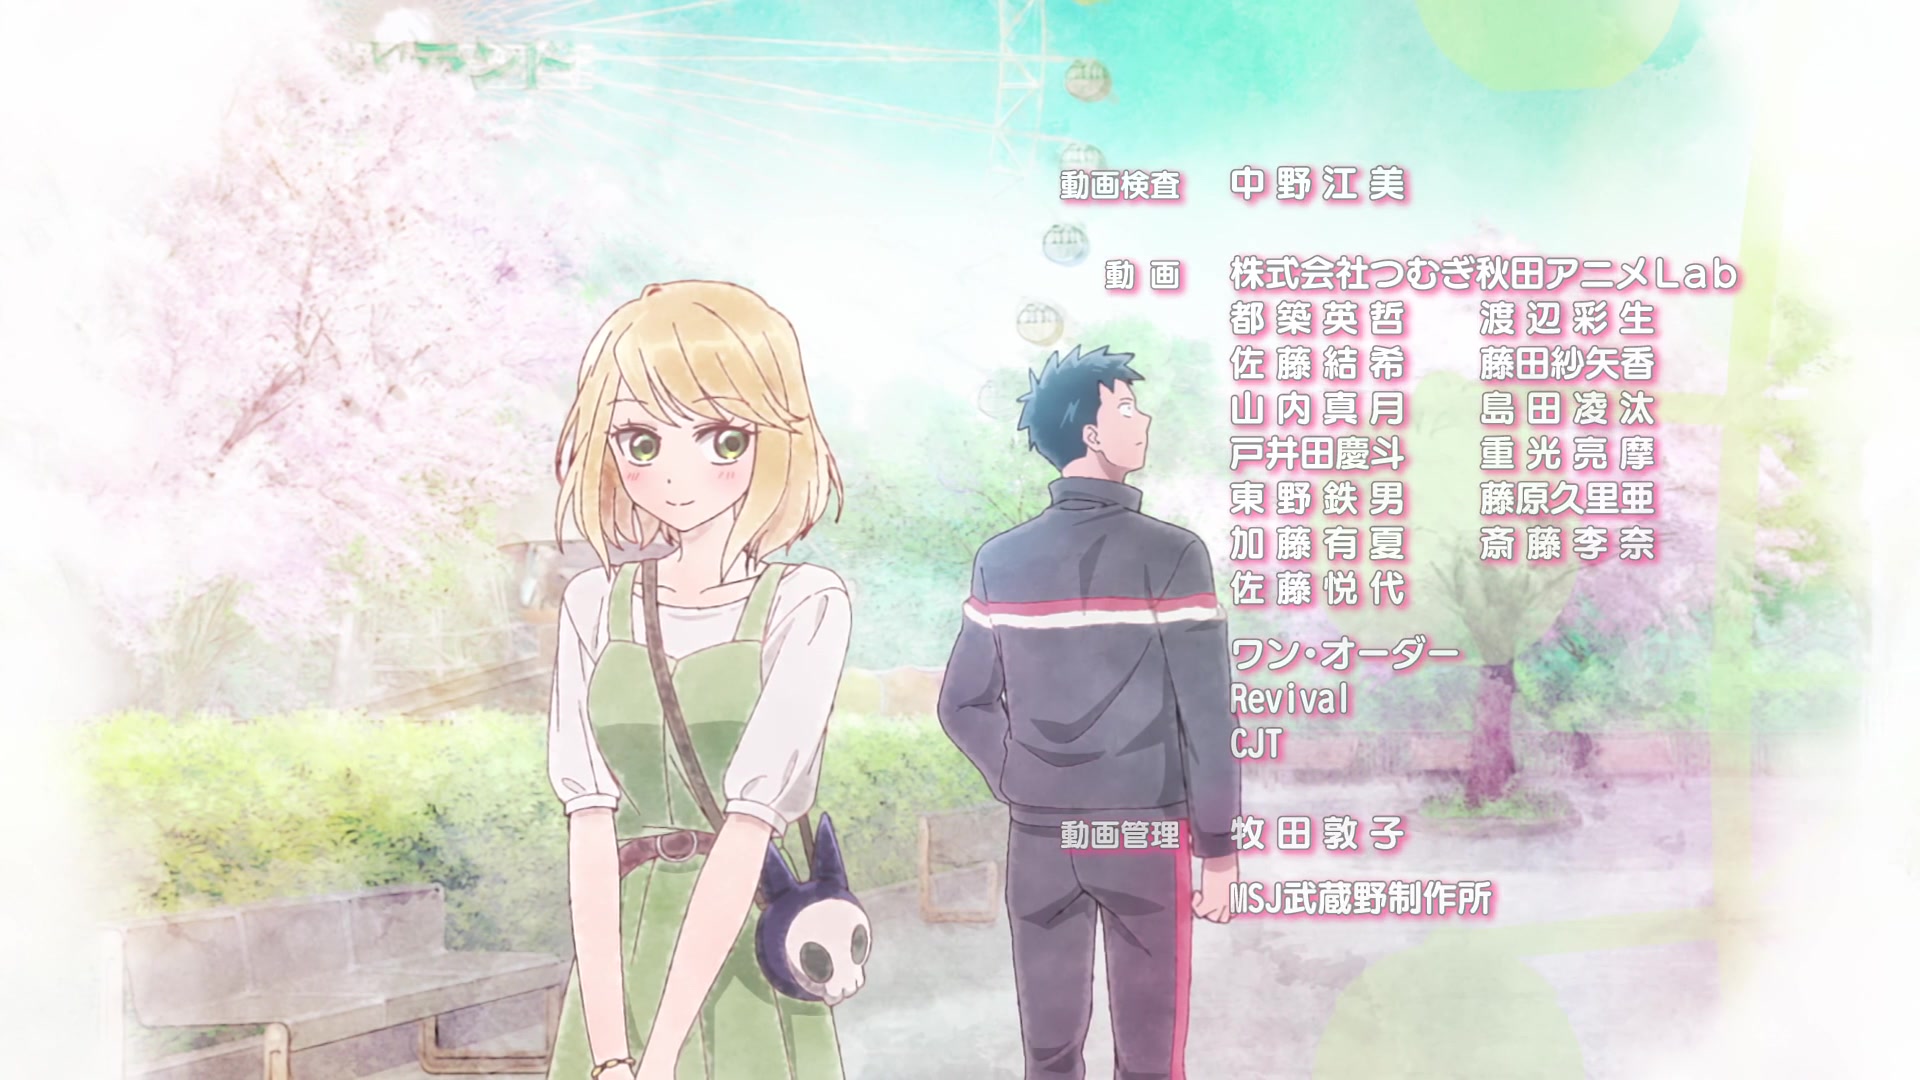 動画検査 中野江美
動画 株式会社つむぎ秋田アニメLab
都築英哲 渡辺彩生
佐藤結希 藤田紗矢香
山内真月 島田凌汰
戸井田慶斗 重光亮摩
東野鉄男 藤原久里亜
加藤有夏 斎藤李奈
佐藤悦代
ワン・オーダー
Revival
CJT
動画管理 牧田敦子
MSJ武蔵野制作所